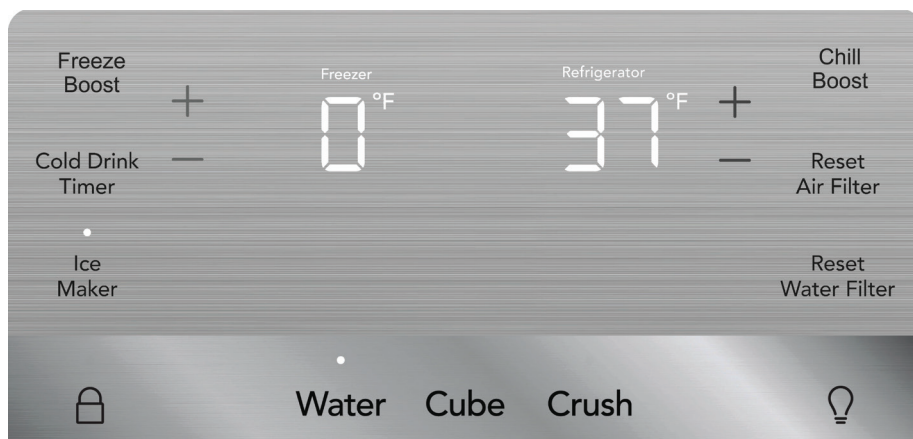 Freeze
Boost
Cold Drink
Timer
Ice
Maker
Freezer
0 °F
Refrigerator
37 °F
Chill
Boost
Reset
Air Filter
Reset
Water Filter
Water Cube Crush